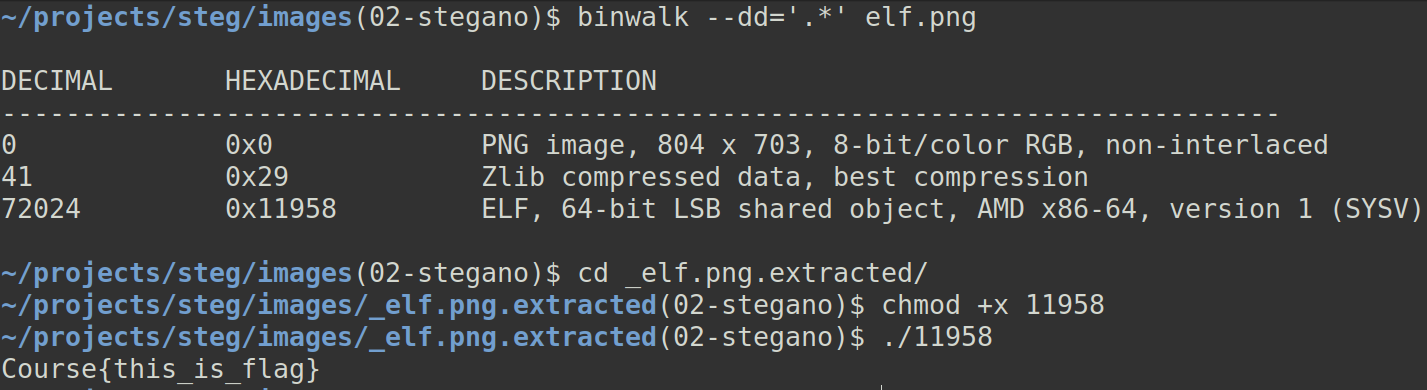 ~/projects/steg/images(02-stegano)$ binwalk --dd='.*' elf.png
DECIMAL       HEXADECIMAL     DESCRIPTION
--------------------------------------------------------------------------------
0             0x0             PNG image, 804 x 703, 8-bit/color RGB, non-interlaced
41            0x29            Zlib compressed data, best compression
72024         0x11958         ELF, 64-bit LSB shared object, AMD x86-64, version 1 (SYSV)
~/projects/steg/images(02-stegano)$ cd _elf.png.extracted/
~/projects/steg/images/_elf.png.extracted(02-stegano)$ chmod +x 11958
~/projects/steg/images/_elf.png.extracted(02-stegano)$ ./11958
Course{this_is_flag}